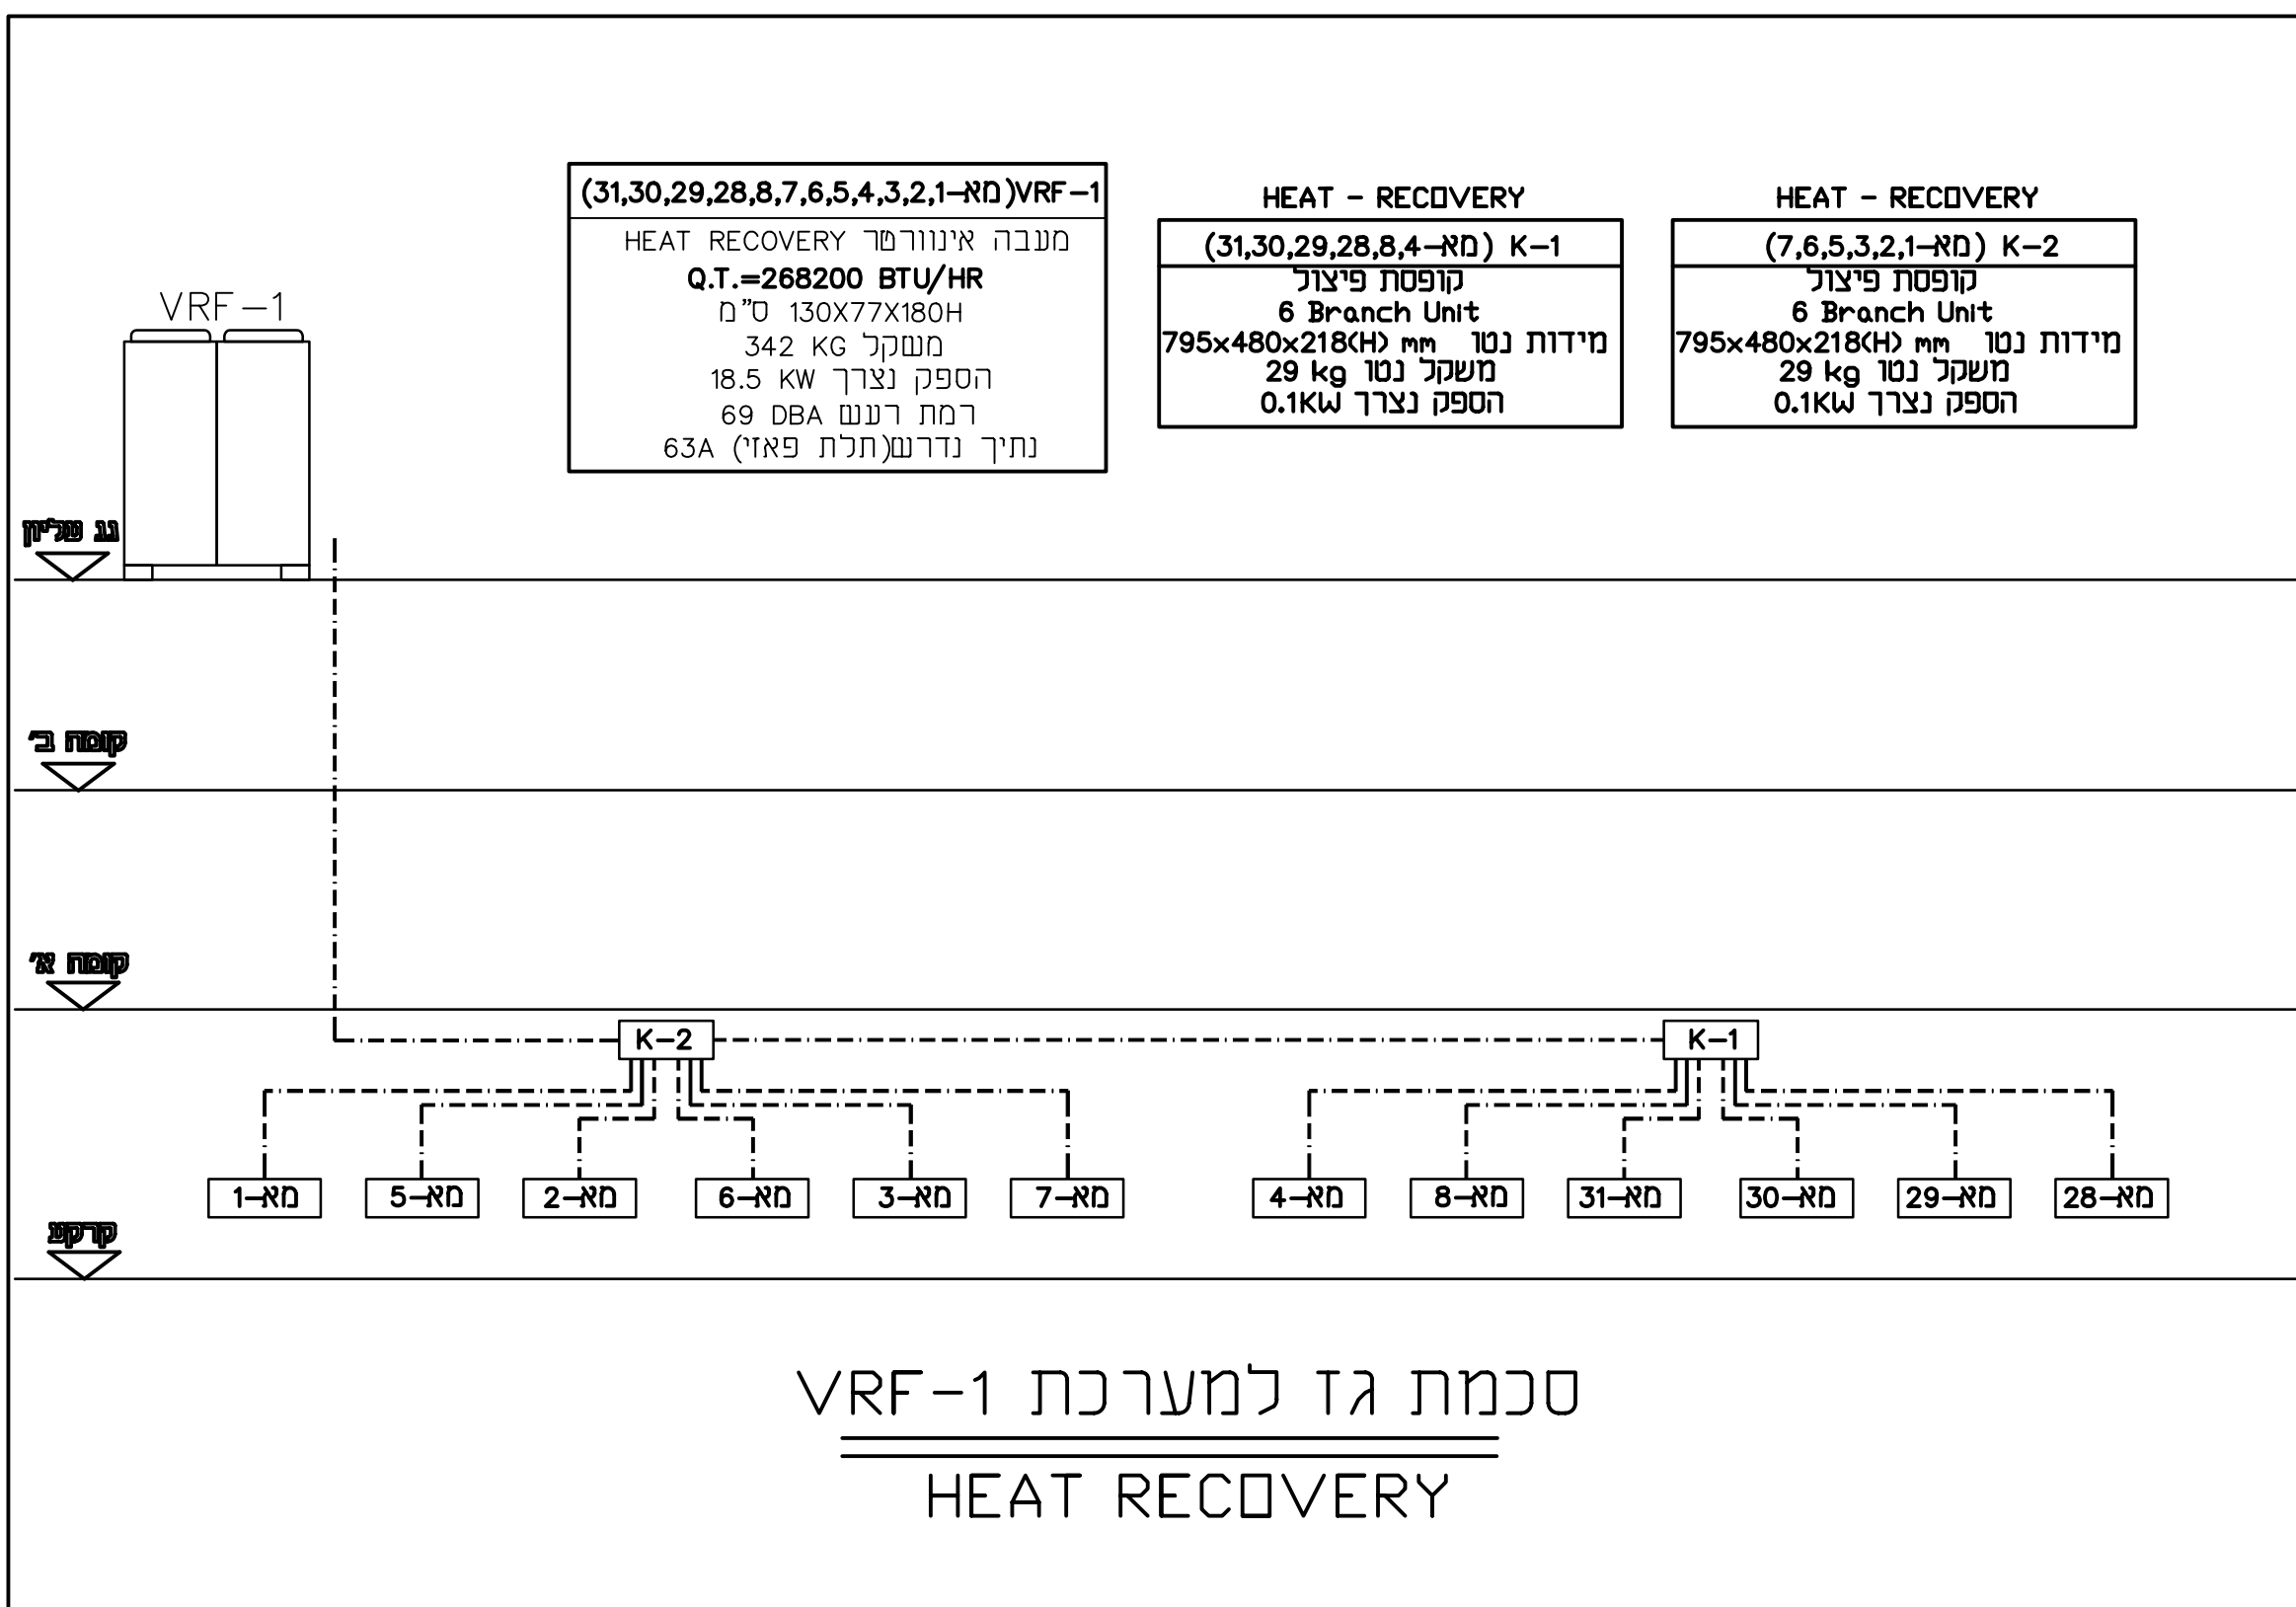 VRF-1(מא-1,2,3,4,5,6,7,8,28,29,30,31)
מעבה אינוורטר HEAT RECOVERY
Q.T.=268200 BTU/HR
130X77X180H ס"מ
משקל 342 KG
הספק נצרך 18.5 KW
רמת רעש 69 DBA
נתיך נדרש(תלת פאזי) 63A
HEAT - RECOVERY
K-1 (מא-4,8,28,29,30,31)
קופסת פיצול
6 Branch Unit
מידות נטו 795x480x218(H) mm
משקל נטו 29 kg
הספק נצרך 0.1KW
HEAT - RECOVERY
K-2 (מא-1,2,3,5,6,7)
קופסת פיצול
6 Branch Unit
מידות נטו 795x480x218(H) mm
משקל נטו 29 kg
הספק נצרך 0.1KW
VRF-1
גג עליון
קומה ב'
קומה א'
K-2
K-1
מא-1
מא-5
מא-2
מא-6
מא-3
מא-7
מא-4
מא-8
מא-31
מא-30
מא-29
מא-28
קרקע
סכמת גז למערכת VRF-1
HEAT RECOVERY